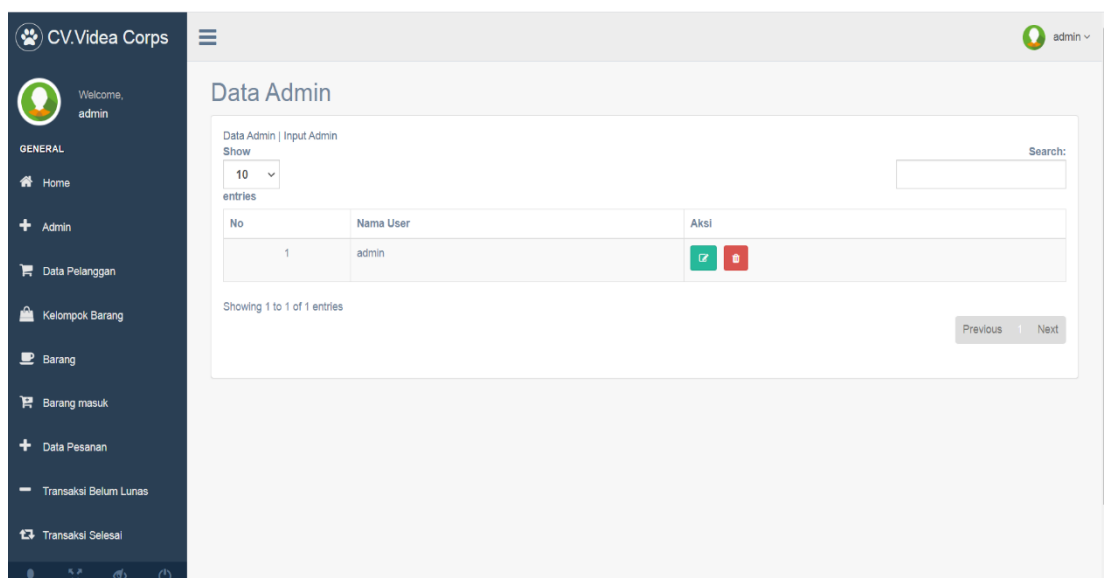 CV.Videa Corps
admin
Welcome,
admin
GENERAL
Home
Admin
Data Pelanggan
Kelompok Barang
Barang
Barang masuk
Data Pesanan
Transaksi Belum Lunas
Transaksi Selesai
Data Admin
Data Admin | Input Admin
Show
10
entries
Search:
No Nama User Aksi
1 admin
Showing 1 to 1 of 1 entries
Previous 1 Next